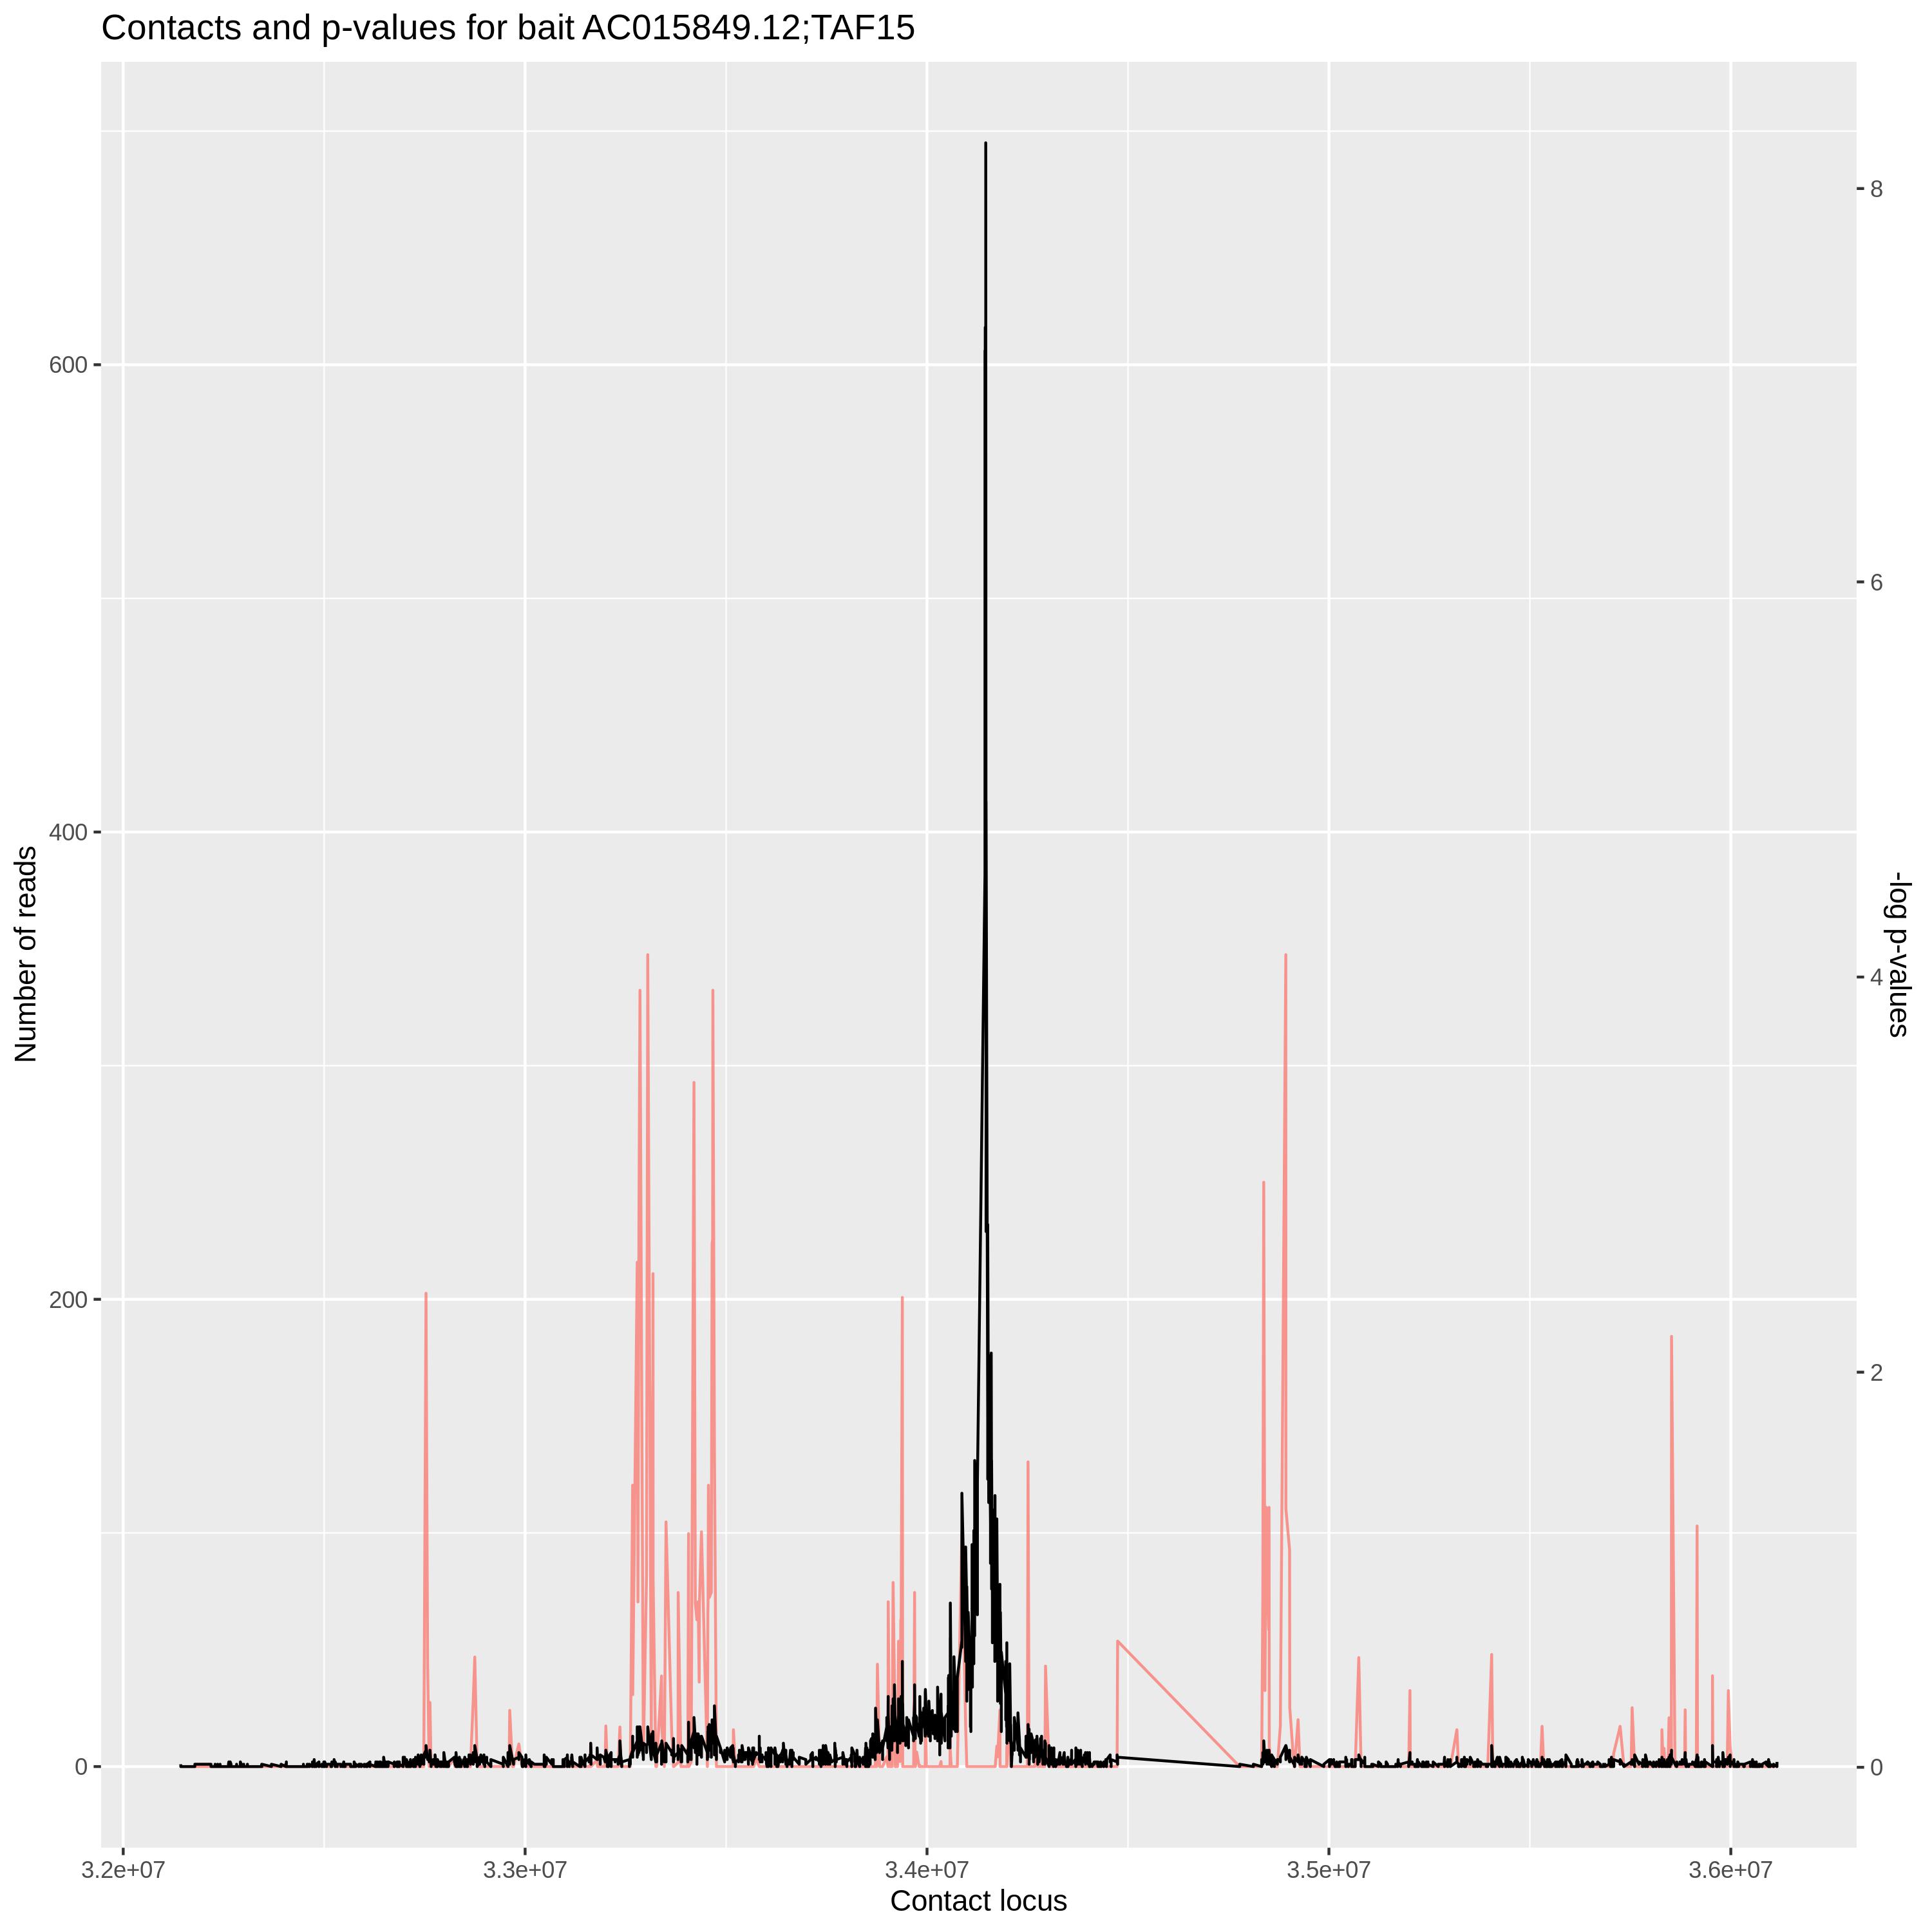 Contacts and p-values for bait AC015849.12;TAF15
Number of reads
600
400
200
0
8
6
4
2
0
-log p-values
3.2e+07 3.3e+07 3.4e+07 3.5e+07 3.6e+07
Contact locus